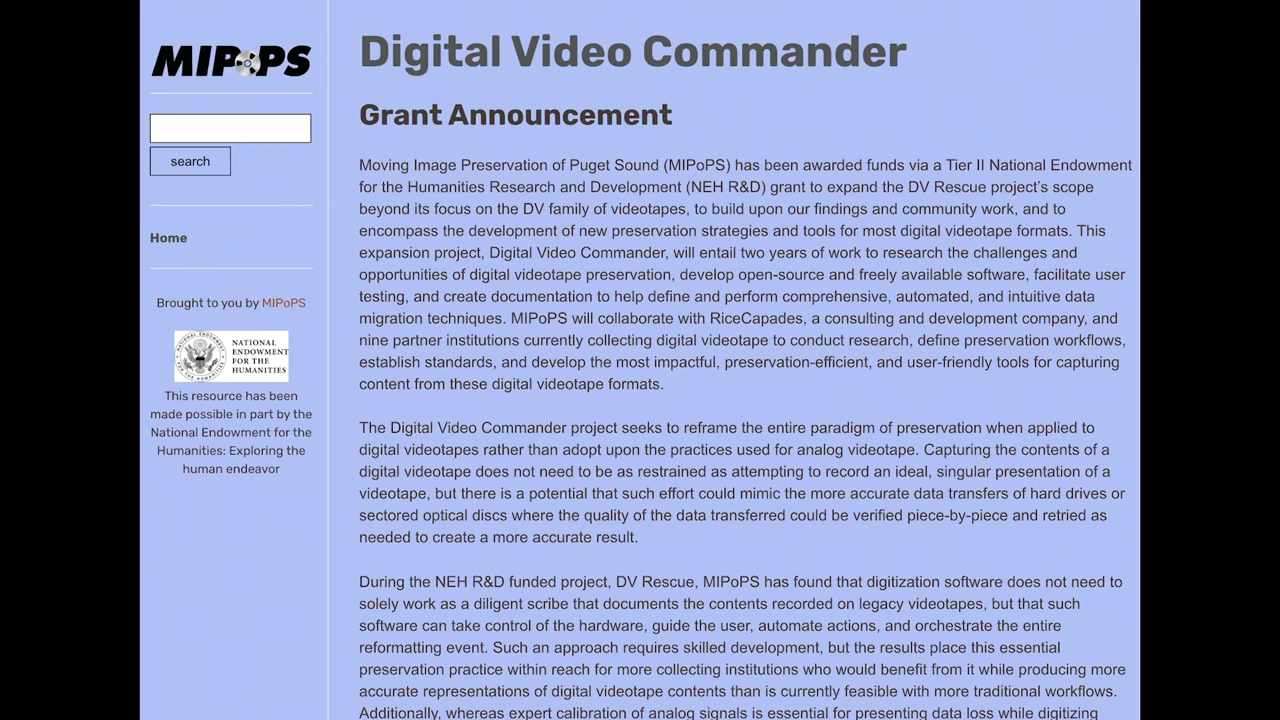 MIPOPS
search
Home
Brought to you by MIPoPS
NATIONAL
ENDOWMENT
FOR THE
HUMANITIES
This resource has been
made possible in part by the
National Endowment for the
Humanities: Exploring the
human endeavor
Digital Video Commander
Grant Announcement
Moving Image Preservation of Puget Sound (MIPoPS) has been awarded funds via a Tier II National Endowment
for the Humanities Research and Development (NEH R&D) grant to expand the DV Rescue project's scope
beyond its focus on the DV family of videotapes, to build upon our findings and community work, and to
encompass the development of new preservation strategies and tools for most digital videotape formats. This
expansion project, Digital Video Commander, will entail two years of work to research the challenges and
opportunities of digital videotape preservation, develop open-source and freely available software, facilitate user
testing, and create documentation to help define and perform comprehensive, automated, and intuitive data
migration techniques. MIPoPS will collaborate with RiceCapades, a consulting and development company, and
nine partner institutions currently collecting digital videotape to conduct research, define preservation workflows,
establish standards, and develop the most impactful, preservation-efficient, and user-friendly tools for capturing
content from these digital videotape formats.
The Digital Video Commander project seeks to reframe the entire paradigm of preservation when applied to
digital videotapes rather than adopt upon the practices used for analog videotape. Capturing the contents of a
digital videotape does not need to be as restrained as attempting to record an ideal, singular presentation of a
videotape, but there is a potential that such effort could mimic the more accurate data transfers of hard drives or
sectored optical discs where the quality of the data transferred could be verified piece-by-piece and retried as
needed to create a more accurate result.
During the NEH R&D funded project, DV Rescue, MIPoPS has found that digitization software does not need to
solely work as a diligent scribe that documents the contents recorded on legacy videotapes, but that such
software can take control of the hardware, guide the user, automate actions, and orchestrate the entire
reformatting event. Such an approach requires skilled development, but the results place this essential
preservation practice within reach for more collecting institutions who would benefit from it while producing more
accurate representations of digital videotape contents than is currently feasible with more traditional workflows.
Additionally, whereas expert calibration of analog signals is essential for presenting data loss while digitizing